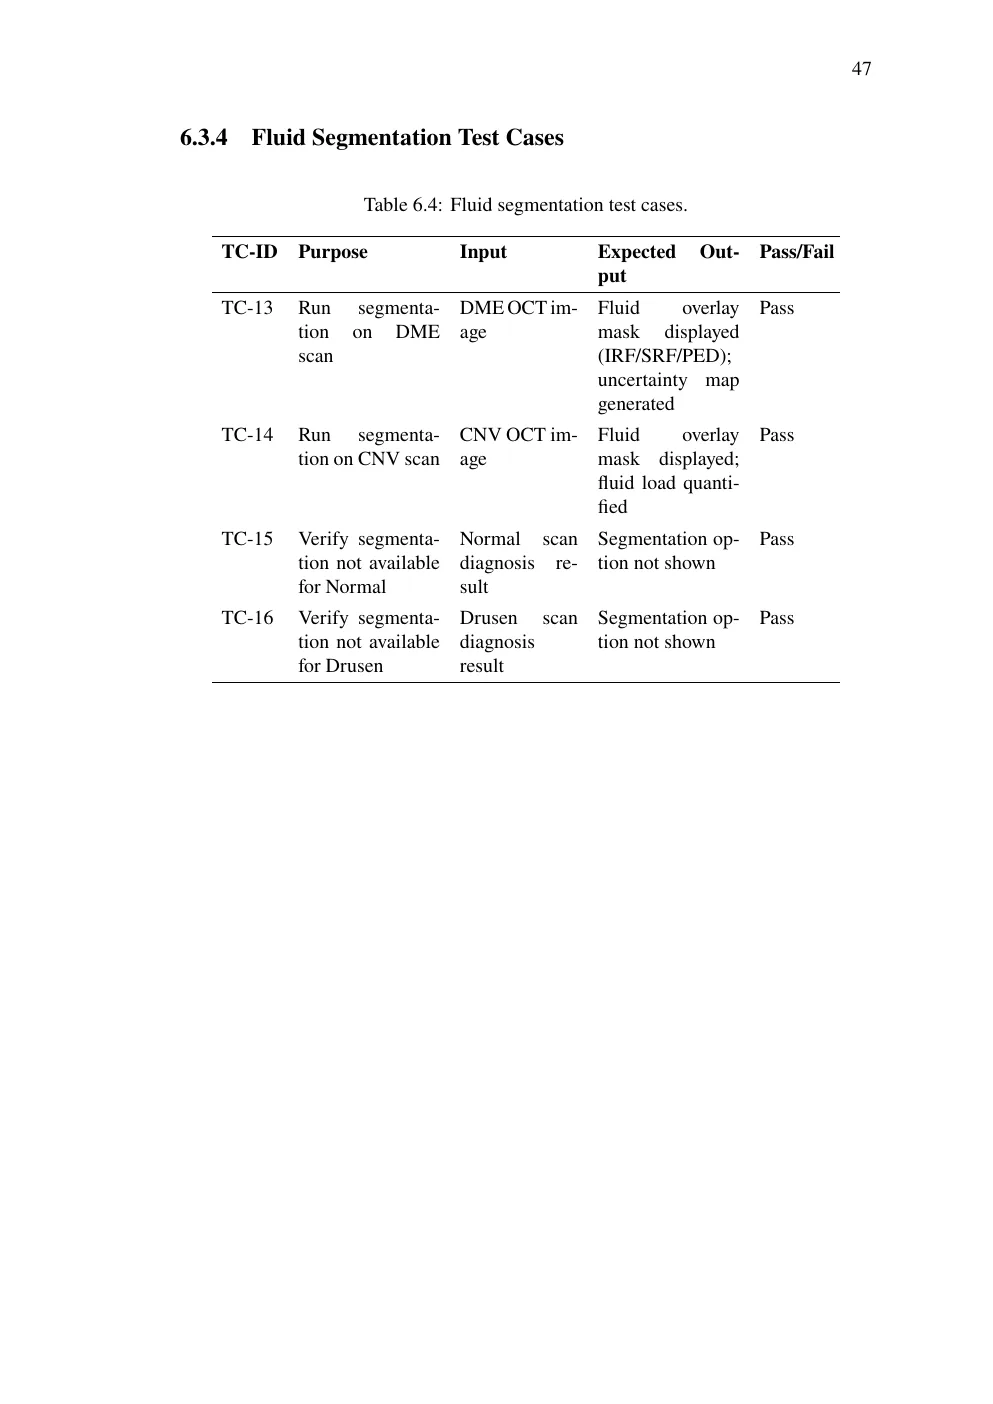 47
6.3.4 Fluid Segmentation Test Cases
Table 6.4: Fluid segmentation test cases.
TC-ID Purpose Input Expected Out- Pass/Fail
put
TC-13 Run segmenta- DME OCT im- Fluid overlay Pass
tion on DME age mask displayed
scan (IRF/SRF/PED);
uncertainty map
generated
TC-14 Run segmenta- CNV OCT im- Fluid overlay Pass
tion on CNV scan age mask displayed;
fluid load quanti-
fied
TC-15 Verify segmenta- Normal scan Segmentation op- Pass
tion not available diagnosis re- tion not shown
for Normal sult
TC-16 Verify segmenta- Drusen scan Segmentation op- Pass
tion not available diagnosis tion not shown
for Drusen result